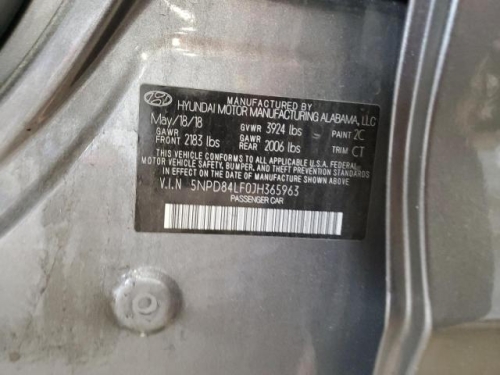 MANUFACTURED BY
HYUNDAI MOTOR MANUFACTURING ALABAMA, LLC
May/18/18 GVWR 3924 lbs PAINT 2C
GAWR FRONT 2183 lbs GAWR REAR 2006 lbs TRIM CT
THIS VEHICLE CONFORMS TO ALL APPLICABLE U.S.A. FEDERAL
MOTOR VEHICLE SAFETY, BUMPER, AND THEFT PREVENTION STANDARDS
IN EFFECT ON THE DATE OF MANUFACTURE SHOWN ABOVE.
V.I.N 5NPD84LF0JH365963
PASSENGER CAR